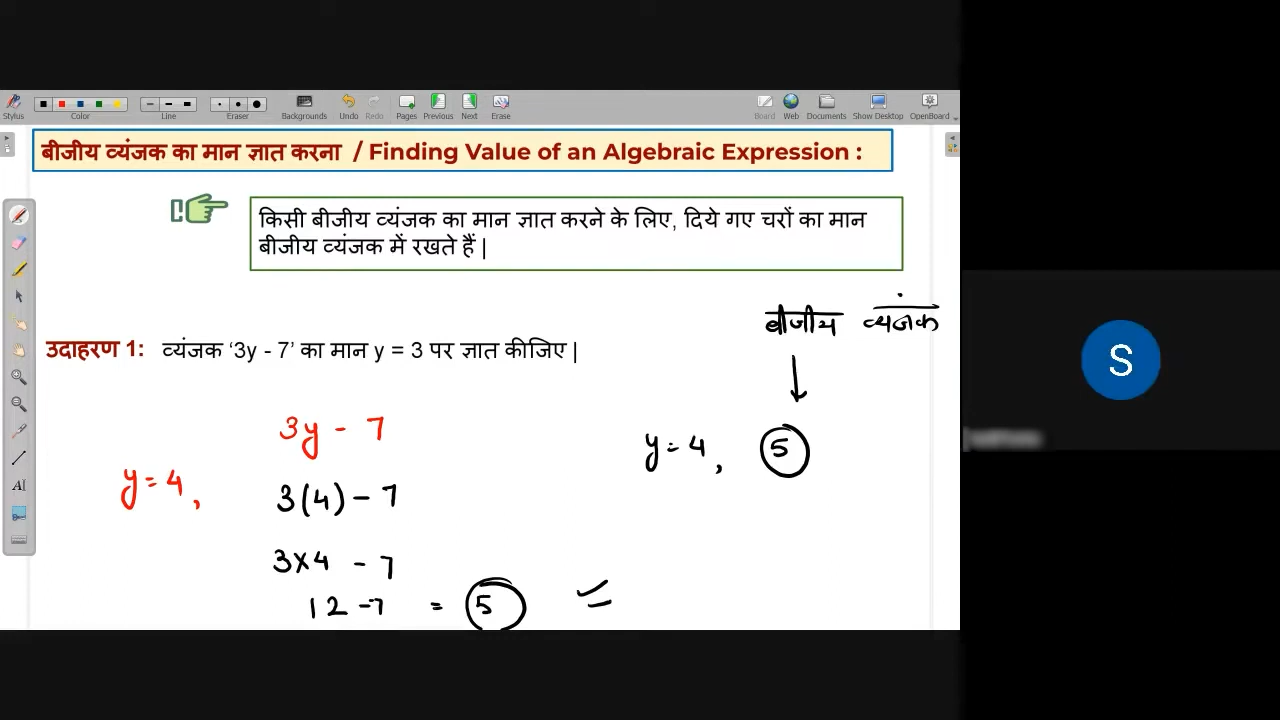 Stylus Color Line Eraser Backgrounds Undo Redo Pages Previous Next Erase Board Web Documents Show Desktop OpenBoard
बीजीय व्यंजक का मान ज्ञात करना / Finding Value of an Algebraic Expression :
किसी बीजीय व्यंजक का मान ज्ञात करने के लिए, दिये गए चरों का मान
बीजीय व्यंजक में रखते हैं |
बीजीय व्यंजक
उदाहरण 1: व्यंजक ‘3y - 7’ का मान y = 3 पर ज्ञात कीजिए |
3y - 7
y = 4, 5
y = 4,
3(4) - 7
3x4 - 7
12 - 7 = 5
S